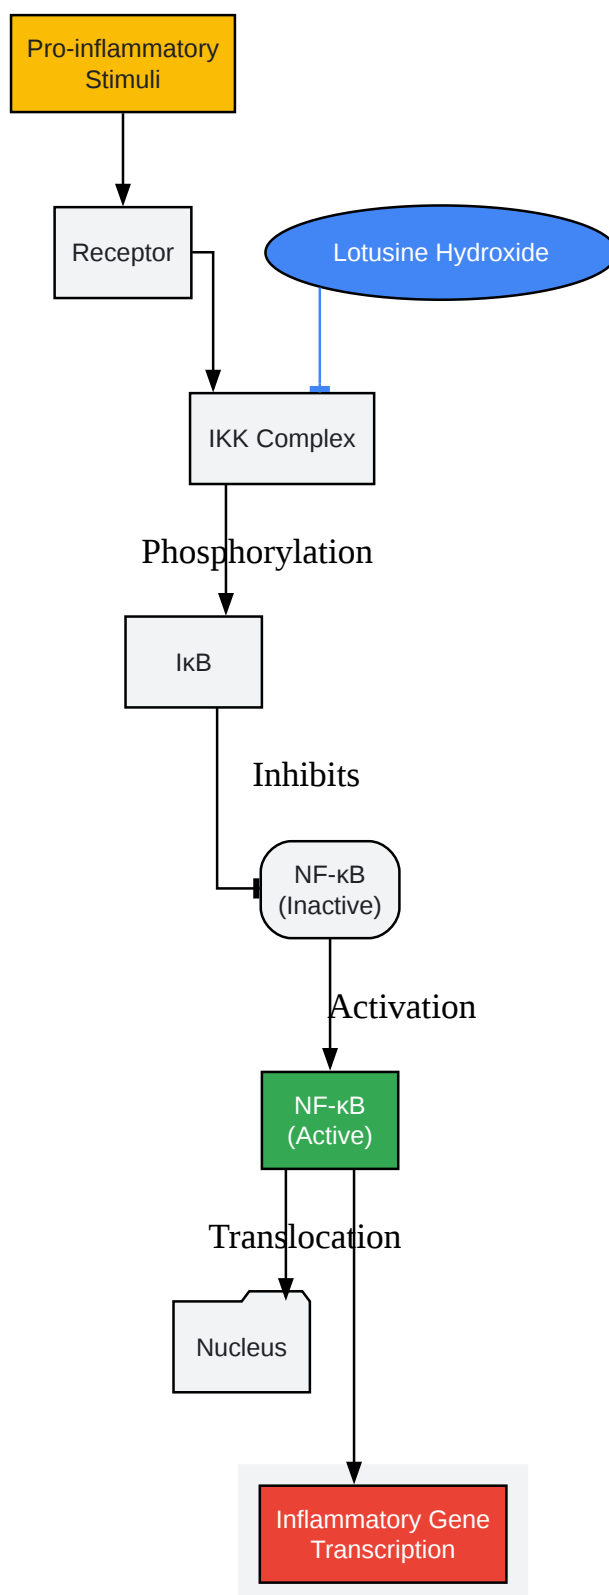 Pro-inflammatory
Stimuli
Receptor
Lotusine Hydroxide
IKK Complex
Phosphorylation
IκB
Inhibits
NF-κB
(Inactive)
Activation
NF-κB
(Active)
Translocation
Nucleus
Inflammatory Gene
Transcription